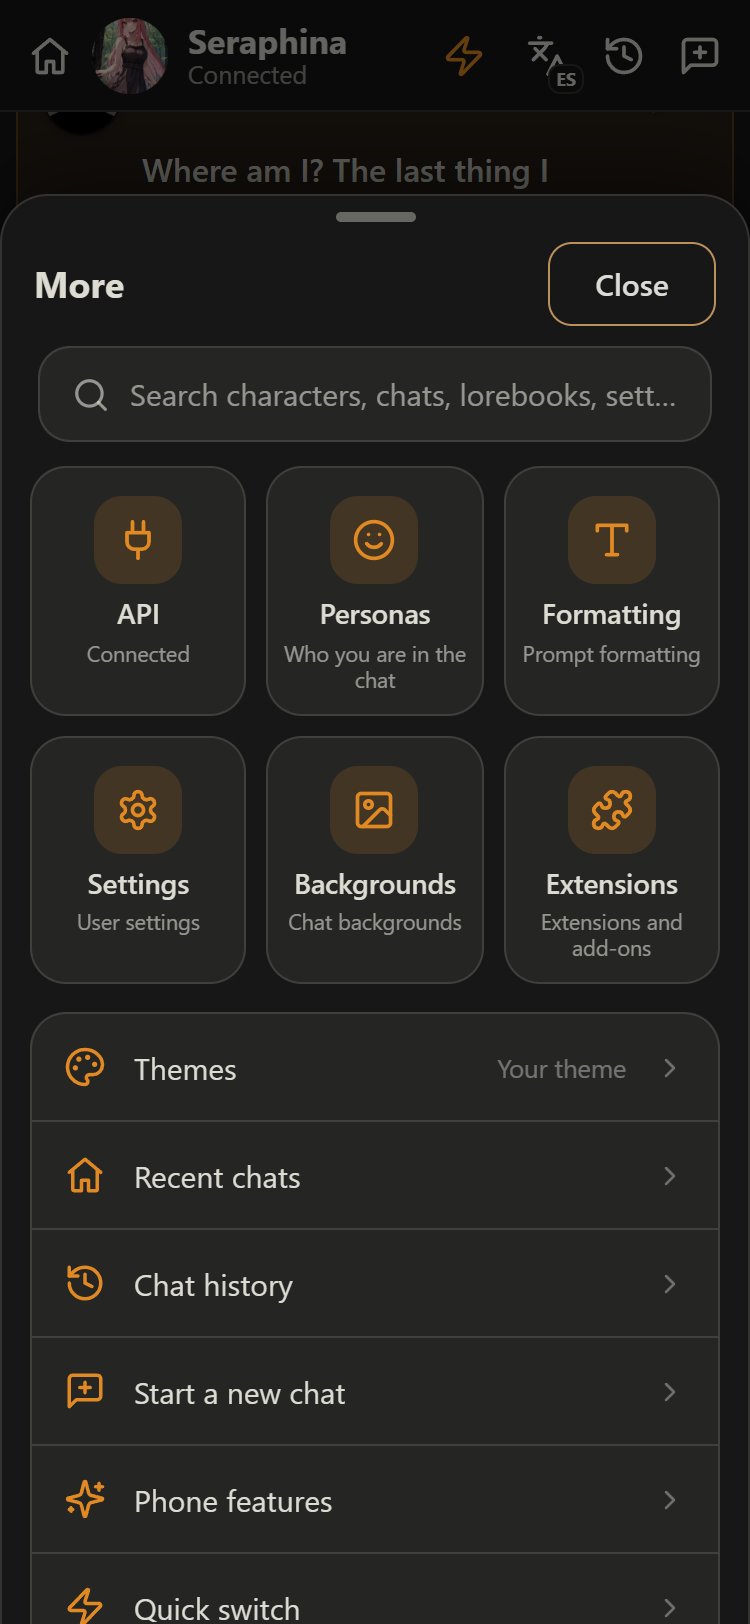 Seraphina
Connected
ES
Where am I? The last thing I
More
Close
Search characters, chats, lorebooks, sett...
API
Connected
Personas
Who you are in the
chat
Formatting
Prompt formatting
Settings
User settings
Backgrounds
Chat backgrounds
Extensions
Extensions and
add-ons
Themes
Your theme
Recent chats
Chat history
Start a new chat
Phone features
Quick switch